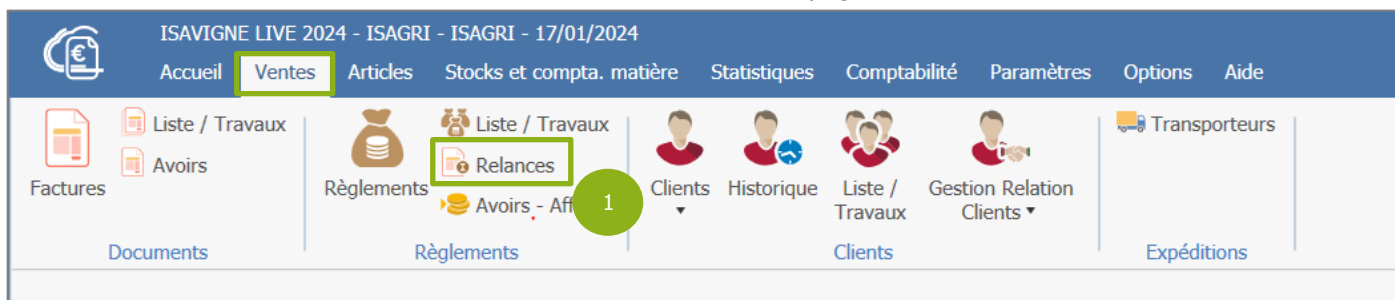 ISAVIGNE LIVE 2024 - ISAGRI - ISAGRI - 17/01/2024
Accueil Ventes Articles Stocks et compta. matière Statistiques Comptabilité Paramètres Options Aide
Factures
Liste / Travaux
Avoirs
Documents
Règlements
Liste / Travaux
Relances
Avoirs - Aff
1
Règlements
Clients
Historique
Liste /
Travaux
Gestion Relation
Clients
Clients
Transporteurs
Expéditions